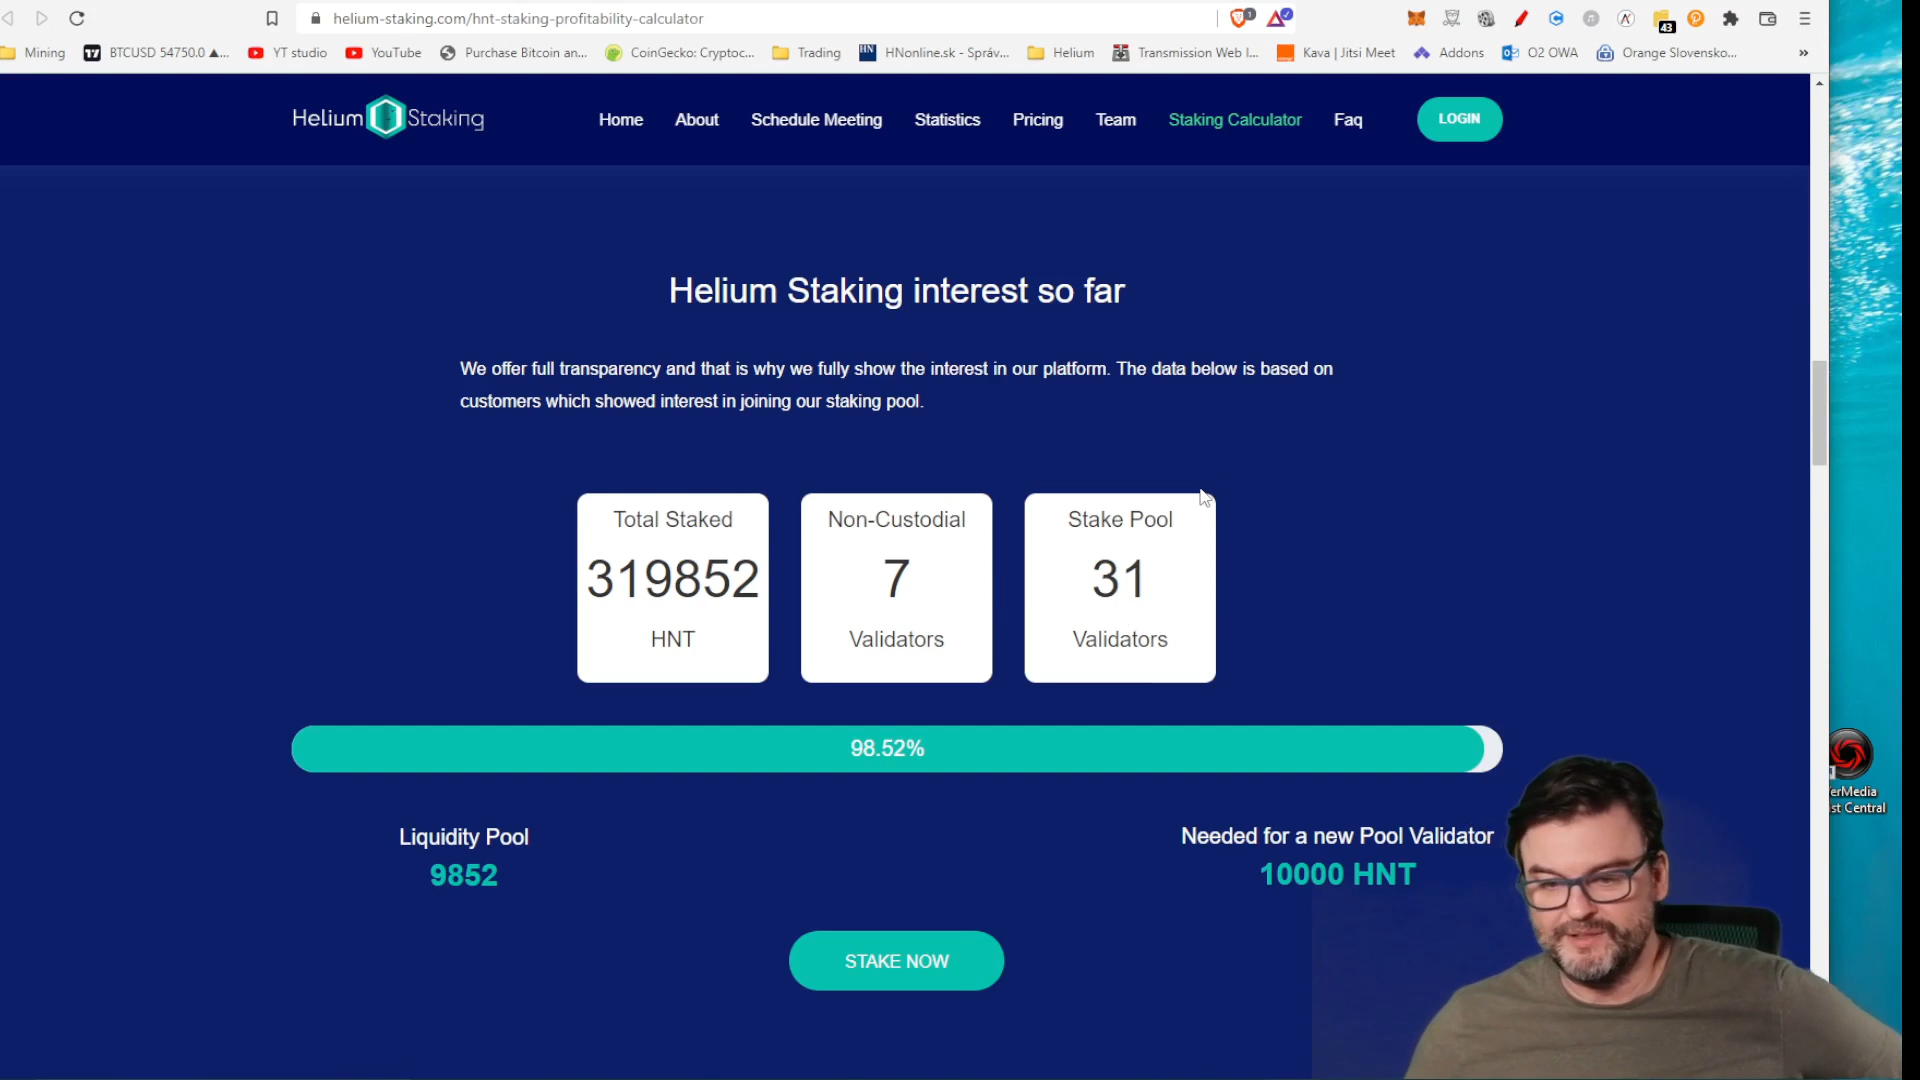 helium-staking.com/hnt-staking-profitability-calculator
1
43
Mining
BTCUSD 54750.0 ▲...
YT studio
YouTube
Purchase Bitcoin an...
CoinGecko: Cryptoc...
Trading
HNonline.sk - Správ...
Helium
Transmission Web I...
Kava | Jitsi Meet
Addons
O2 OWA
Orange Slovensko...
»
Helium Staking
Home
About
Schedule Meeting
Statistics
Pricing
Team
Staking Calculator
Faq
LOGIN
Helium Staking interest so far
We offer full transparency and that is why we fully show the interest in our platform. The data below is based on
customers which showed interest in joining our staking pool.
Total Staked
319852
HNT
Non-Custodial
7
Validators
Stake Pool
31
Validators
98.52%
Liquidity Pool
9852
Needed for a new Pool Validator
10000 HNT
STAKE NOW
erMedia
st Central